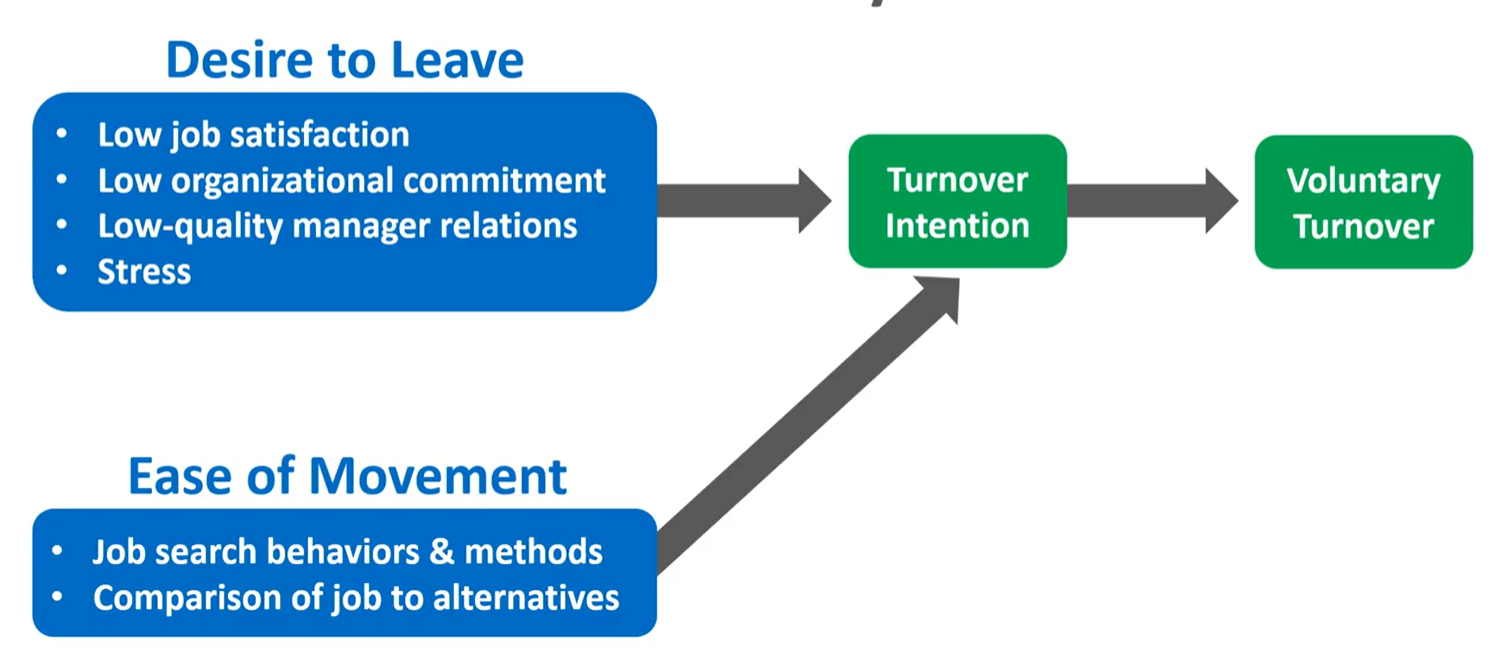 Desire to Leave
• Low job satisfaction
• Low organizational commitment
• Low-quality manager relations
• Stress
Turnover
Intention
Voluntary
Turnover
Ease of Movement
• Job search behaviors & methods
• Comparison of job to alternatives